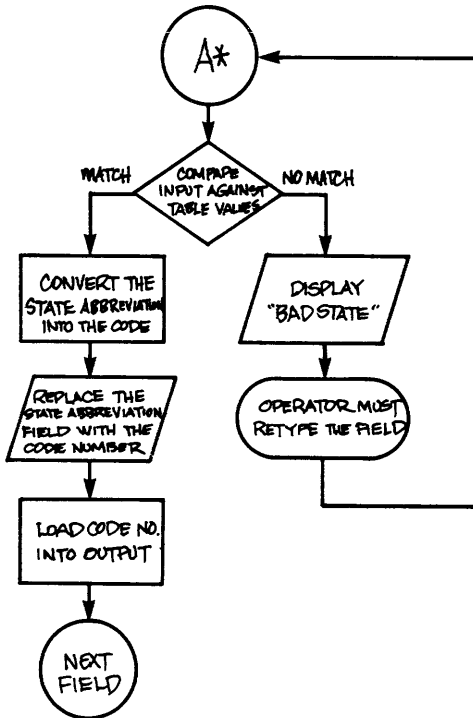 A*
MATCH
COMPAPE
INPUT AGAINST
TABLE VALUES
NO MATCH
CONVERT THE
STATE ABBREVIATION
INTO THE CODE
DISPLAY
"BAD STATE"
REPLACE THE
STATE ABBREVIATION
FIELD WITH THE
CODE NUMBER
OPERATOR MUST
RETYPE THE FIELD
LOAD CODE NO.
INTO OUTPUT
NEXT
FIELD